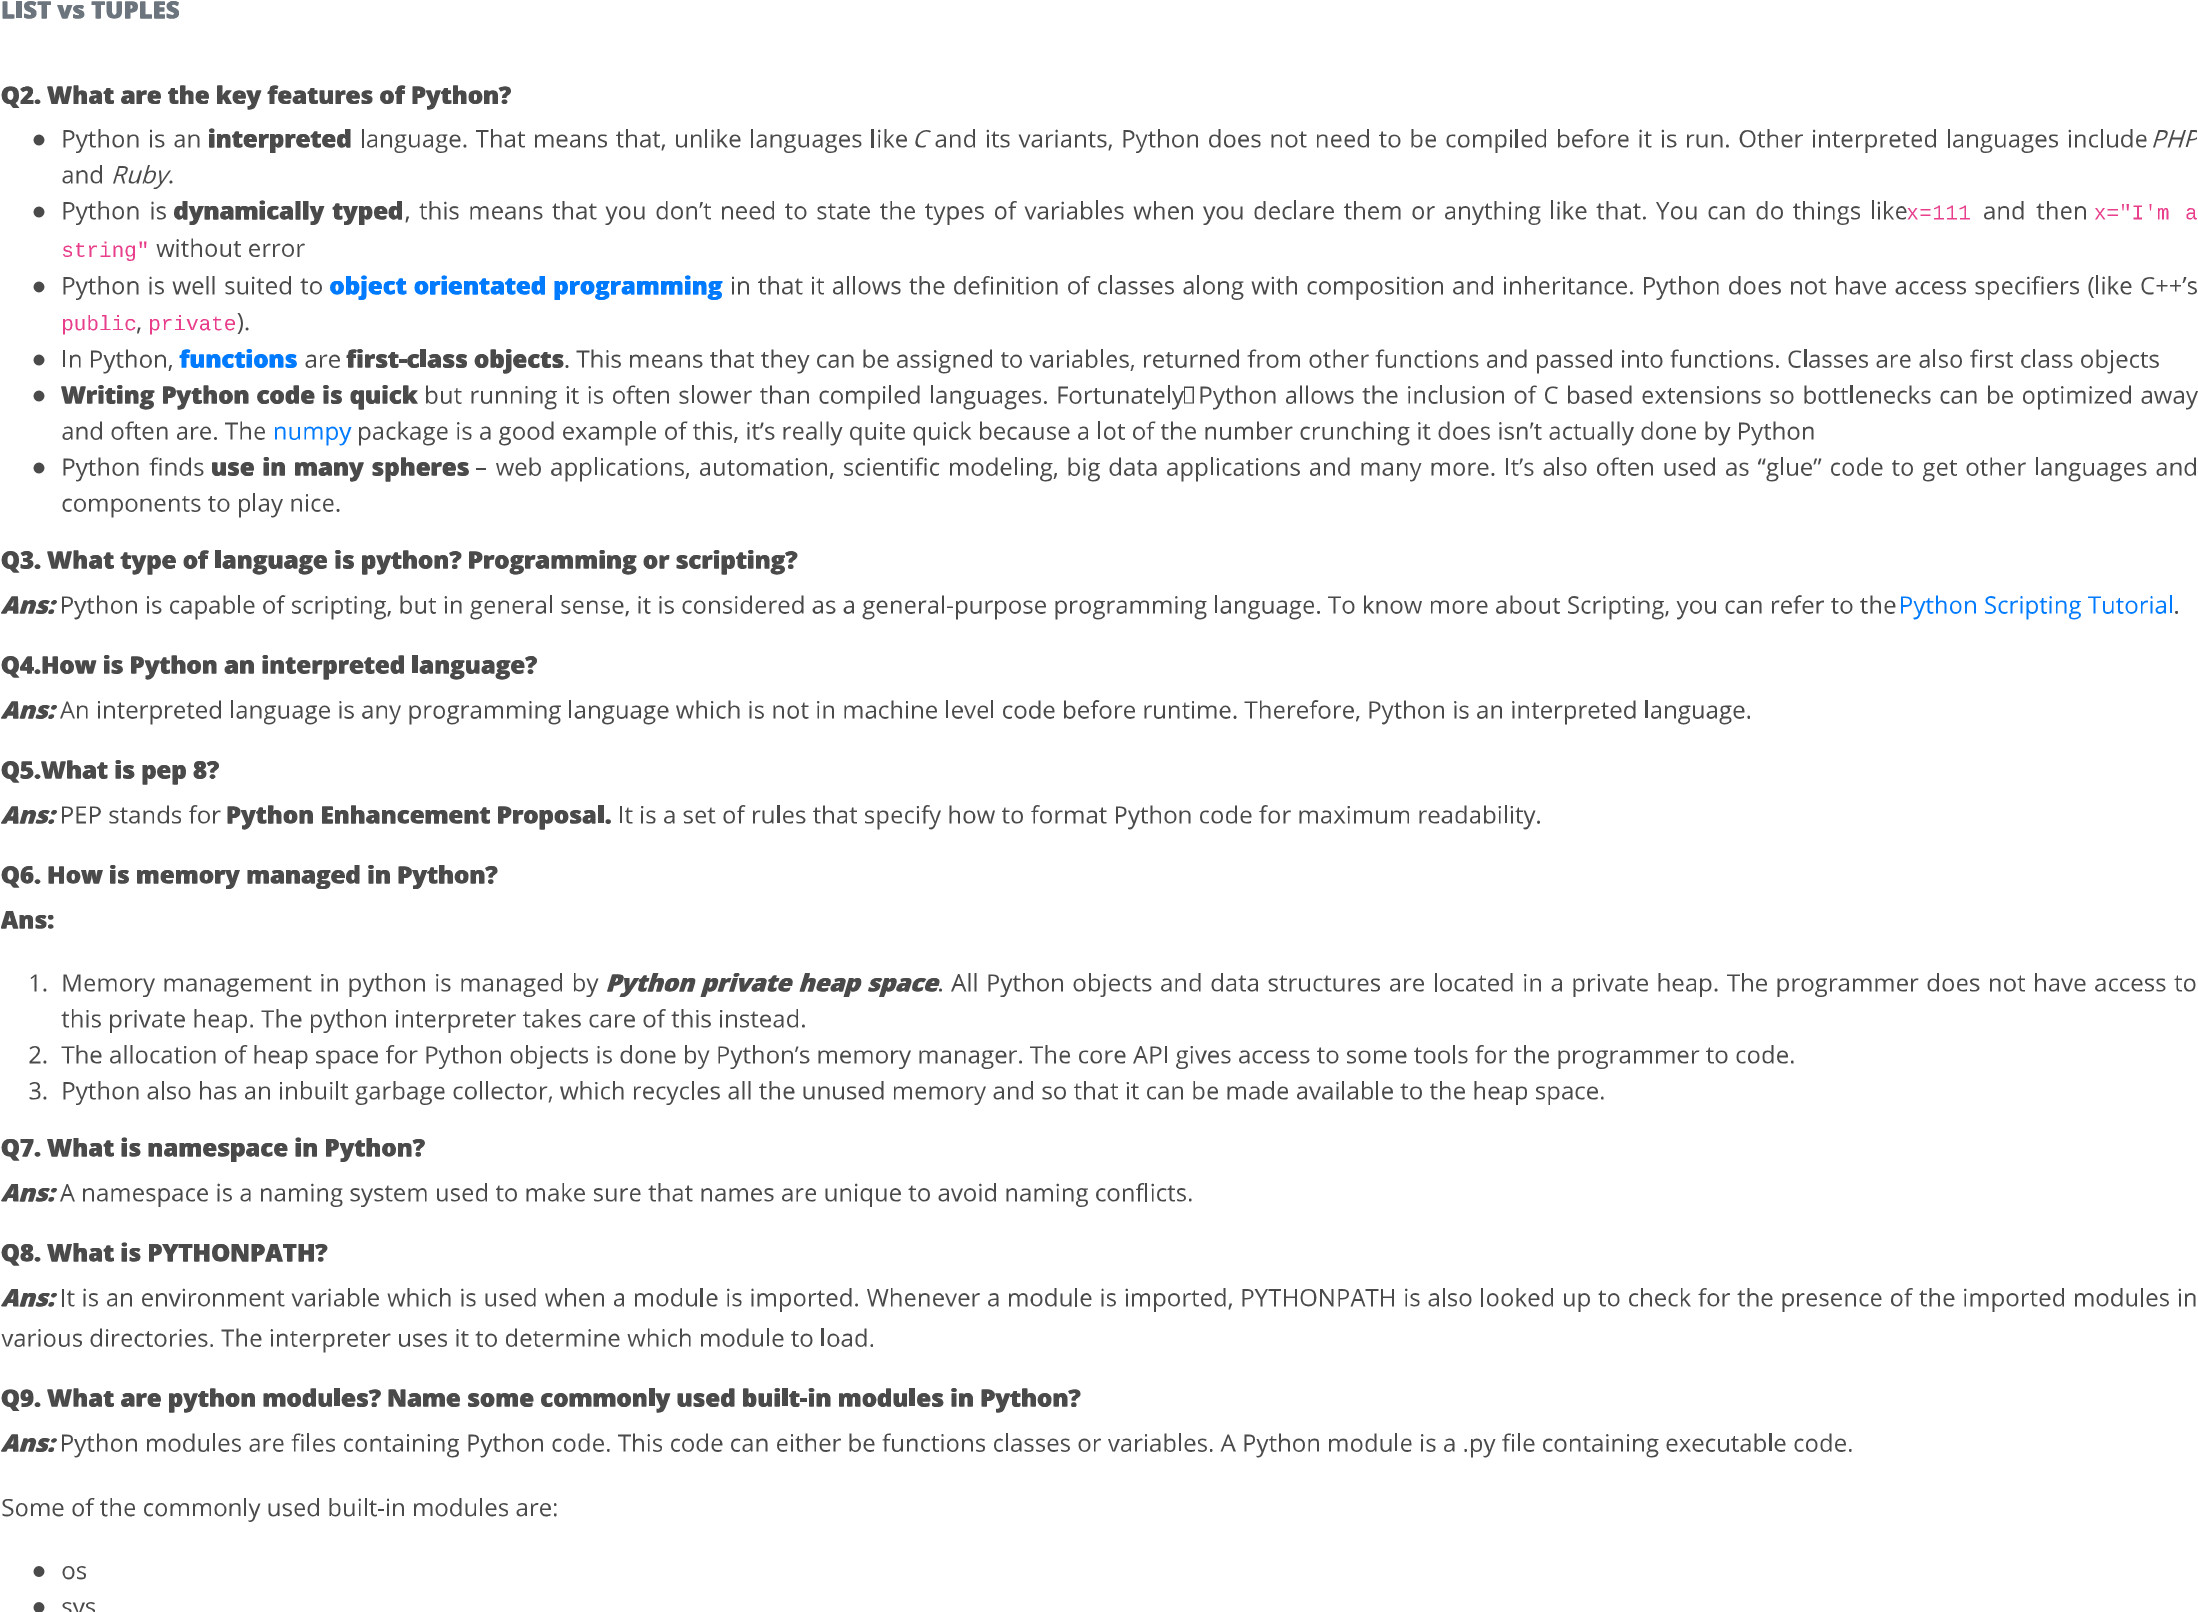 LIST vs TUPLES
Q2. What are the key features of Python?
● Python is an interpreted language. That means that, unlike languages like C and its variants, Python does not need to be compiled before it is run. Other interpreted languages include PHP
and Ruby.
● Python is dynamically typed, this means that you don’t need to state the types of variables when you declare them or anything like that. You can do things like x=111 and then x="I'm a
string" without error
● Python is well suited to object orientated programming in that it allows the definition of classes along with composition and inheritance. Python does not have access specifiers (like C++’s
public, private).
● In Python, functions are first-class objects. This means that they can be assigned to variables, returned from other functions and passed into functions. Classes are also first class objects
● Writing Python code is quick but running it is often slower than compiled languages. Fortunately▯Python allows the inclusion of C based extensions so bottlenecks can be optimized away
and often are. The numpy package is a good example of this, it’s really quite quick because a lot of the number crunching it does isn’t actually done by Python
● Python finds use in many spheres – web applications, automation, scientific modeling, big data applications and many more. It’s also often used as “glue” code to get other languages and
components to play nice.
Q3. What type of language is python? Programming or scripting?
Ans: Python is capable of scripting, but in general sense, it is considered as a general-purpose programming language. To know more about Scripting, you can refer to the Python Scripting Tutorial.
Q4.How is Python an interpreted language?
Ans: An interpreted language is any programming language which is not in machine level code before runtime. Therefore, Python is an interpreted language.
Q5.What is pep 8?
Ans: PEP stands for Python Enhancement Proposal. It is a set of rules that specify how to format Python code for maximum readability.
Q6. How is memory managed in Python?
Ans:
1. Memory management in python is managed by Python private heap space. All Python objects and data structures are located in a private heap. The programmer does not have access to
this private heap. The python interpreter takes care of this instead.
2. The allocation of heap space for Python objects is done by Python’s memory manager. The core API gives access to some tools for the programmer to code.
3. Python also has an inbuilt garbage collector, which recycles all the unused memory and so that it can be made available to the heap space.
Q7. What is namespace in Python?
Ans: A namespace is a naming system used to make sure that names are unique to avoid naming conflicts.
Q8. What is PYTHONPATH?
Ans: It is an environment variable which is used when a module is imported. Whenever a module is imported, PYTHONPATH is also looked up to check for the presence of the imported modules in
various directories. The interpreter uses it to determine which module to load.
Q9. What are python modules? Name some commonly used built-in modules in Python?
Ans: Python modules are files containing Python code. This code can either be functions classes or variables. A Python module is a .py file containing executable code.
Some of the commonly used built-in modules are:
● os
● sys